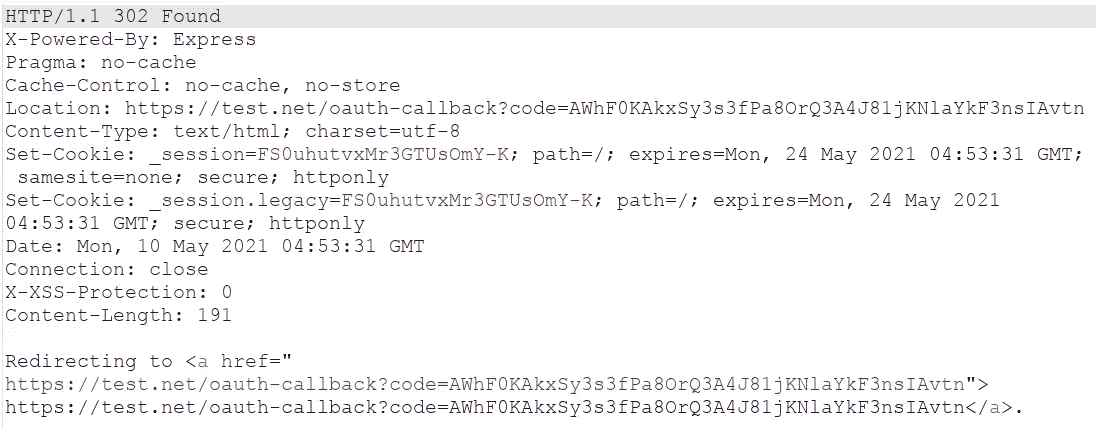 HTTP/1.1 302 Found
X-Powered-By: Express
Pragma: no-cache
Cache-Control: no-cache, no-store
Location: https://test.net/oauth-callback?code=AWhF0KAkxSy3s3fPa8OrQ3A4J81jKNlaYkF3nsIAvtn
Content-Type: text/html; charset=utf-8
Set-Cookie: _session=FS0uhutvxMr3GTUsOmY-K; path=/; expires=Mon, 24 May 2021 04:53:31 GMT;
samesite=none; secure; httponly
Set-Cookie: _session.legacy=FS0uhutvxMr3GTUsOmY-K; path=/; expires=Mon, 24 May 2021
04:53:31 GMT; secure; httponly
Date: Mon, 10 May 2021 04:53:31 GMT
Connection: close
X-XSS-Protection: 0
Content-Length: 191

Redirecting to <a href="
https://test.net/oauth-callback?code=AWhF0KAkxSy3s3fPa8OrQ3A4J81jKNlaYkF3nsIAvtn">
https://test.net/oauth-callback?code=AWhF0KAkxSy3s3fPa8OrQ3A4J81jKNlaYkF3nsIAvtn</a>.